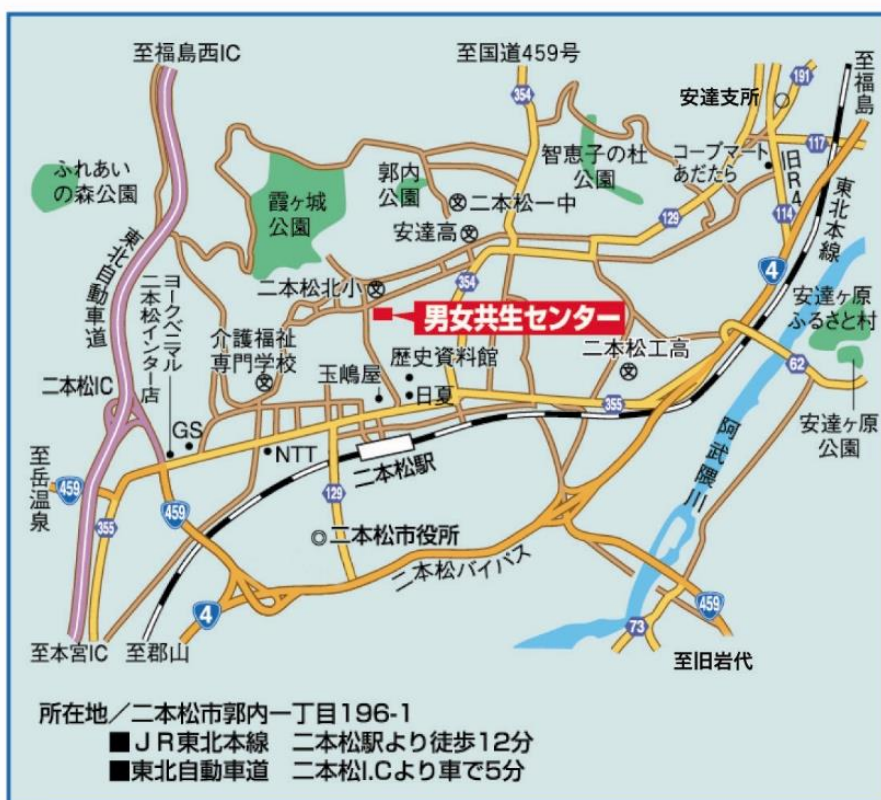 至福島西IC
至国道459号
至福島
354
191
安達支所
117
ふれあい
の森公園
霞ヶ城
公園
郭内
公園
智恵子の杜
公園
コープマート
あだたら
旧R4
東北本線
二本松一中
安達高
129
114
4
東北自動車道
ヨークベニマル
二本松インター店
二本松北小
354
男女共生センター
安達ヶ原
ふるさと村
介護福祉
専門学校
歴史資料館
二本松工高
62
玉嶋屋
日夏
二本松IC
355
安達ヶ原
公園
GS
NTT
二本松駅
阿武隈川
至岳温泉
459
355
459
129
二本松市役所
二本松バイパス
4
459
73
至本宮IC
至郡山
至旧岩代
所在地／二本松市郭内一丁目196-1
■JR東北本線 二本松駅より徒歩12分
■東北自動車道 二本松I.Cより車で5分